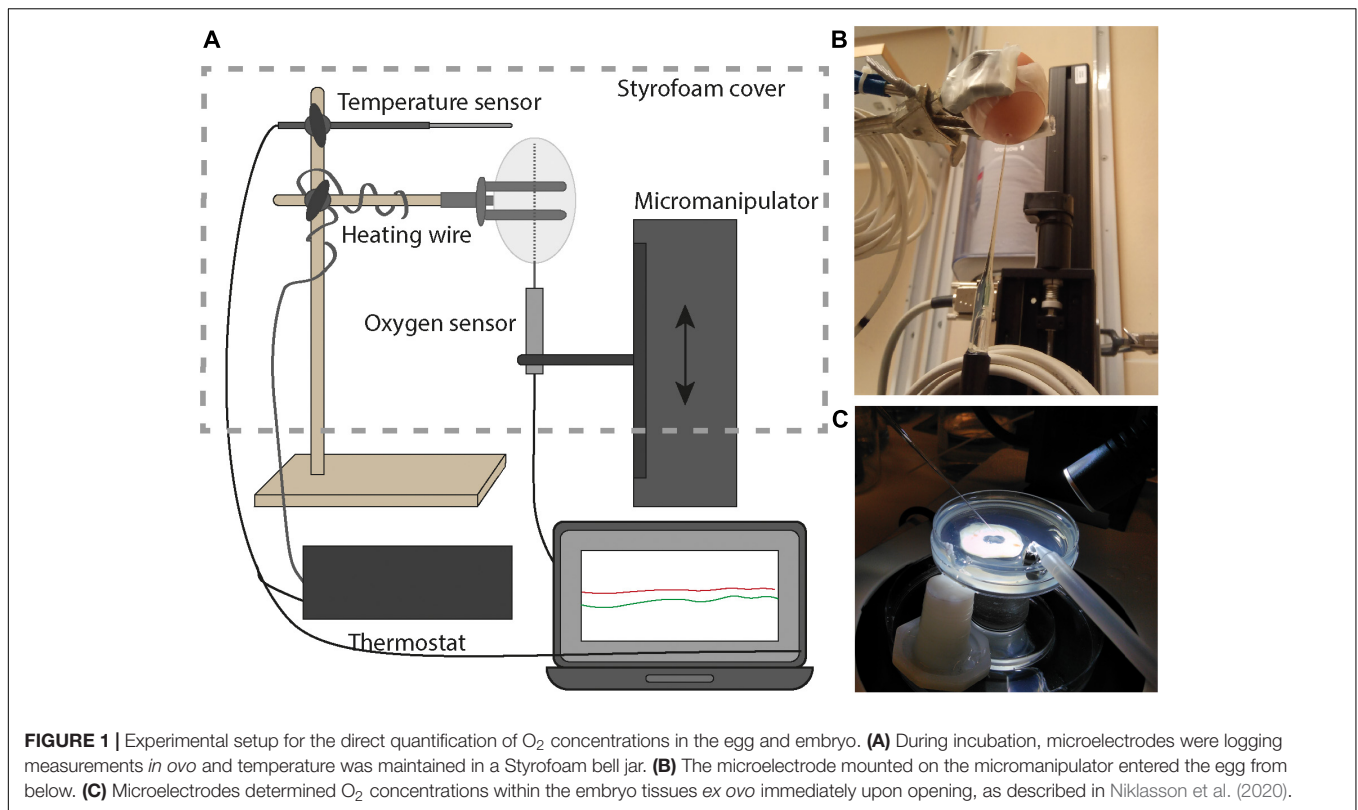 A
Temperature sensor
Styrofoam cover
Heating wire
Micromanipulator
Oxygen sensor
Thermostat
B
C
FIGURE 1 | Experimental setup for the direct quantification of O₂ concentrations in the egg and embryo. (A) During incubation, microelectrodes were logging
measurements in ovo and temperature was maintained in a Styrofoam bell jar. (B) The microelectrode mounted on the micromanipulator entered the egg from
below. (C) Microelectrodes determined O₂ concentrations within the embryo tissues ex ovo immediately upon opening, as described in Niklasson et al. (2020).